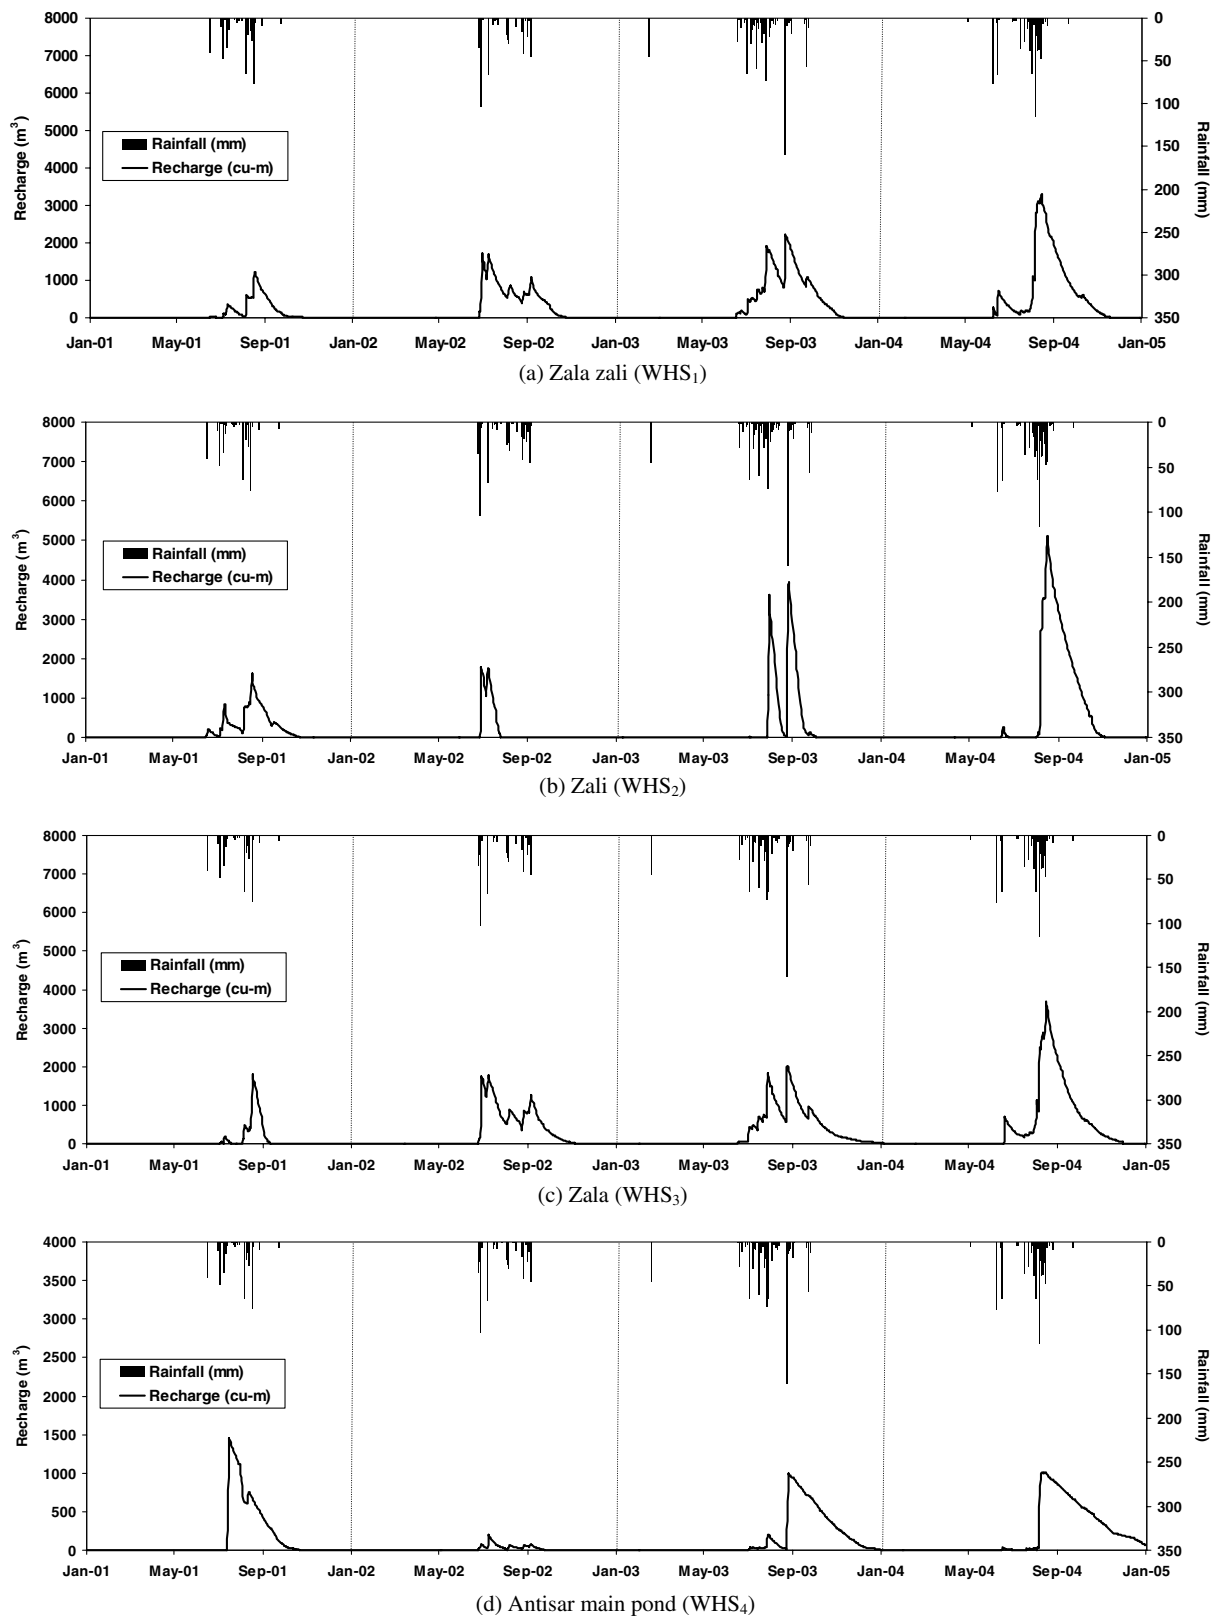 8000
7000
6000
5000
4000
3000
2000
1000
0
Recharge (m³)
Rainfall (mm)
Recharge (cu-m)
0
50
100
150
200
250
300
350
Rainfall (mm)
Jan-01 May-01 Sep-01 Jan-02 May-02 Sep-02 Jan-03 May-03 Sep-03 Jan-04 May-04 Sep-04 Jan-05
(a) Zala zali (WHS₁)
8000
7000
6000
5000
4000
3000
2000
1000
0
Recharge (m³)
Rainfall (mm)
Recharge (cu-m)
0
50
100
150
200
250
300
350
Rainfall (mm)
Jan-01 May-01 Sep-01 Jan-02 May-02 Sep-02 Jan-03 May-03 Sep-03 Jan-04 May-04 Sep-04 Jan-05
(b) Zali (WHS₂)
8000
7000
6000
5000
4000
3000
2000
1000
0
Recharge (m³)
Rainfall (mm)
Recharge (cu-m)
0
50
100
150
200
250
300
350
Rainfall (mm)
Jan-01 May-01 Sep-01 Jan-02 May-02 Sep-02 Jan-03 May-03 Sep-03 Jan-04 May-04 Sep-04 Jan-05
(c) Zala (WHS₃)
4000
3500
3000
2500
2000
1500
1000
500
0
Recharge (m³)
Rainfall (mm)
Recharge (cu-m)
0
50
100
150
200
250
300
350
Rainfall (mm)
Jan-01 May-01 Sep-01 Jan-02 May-02 Sep-02 Jan-03 May-03 Sep-03 Jan-04 May-04 Sep-04 Jan-05
(d) Antisar main pond (WHS₄)